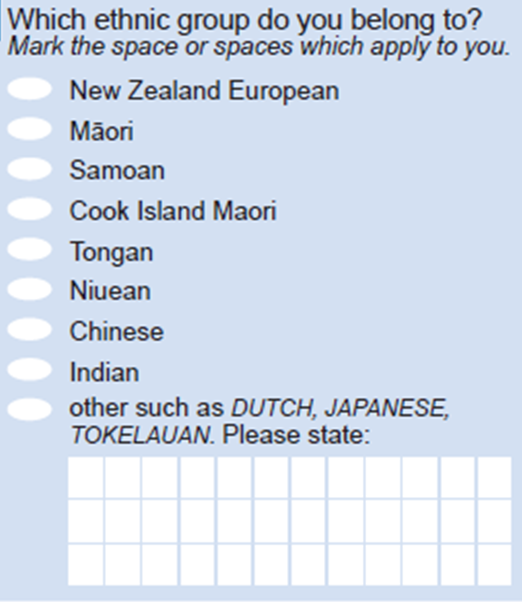 Which ethnic group do you belong to?
Mark the space or spaces which apply to you.
New Zealand European
Māori
Samoan
Cook Island Maori
Tongan
Niuean
Chinese
Indian
other such as DUTCH, JAPANESE,
TOKELAUAN. Please state: